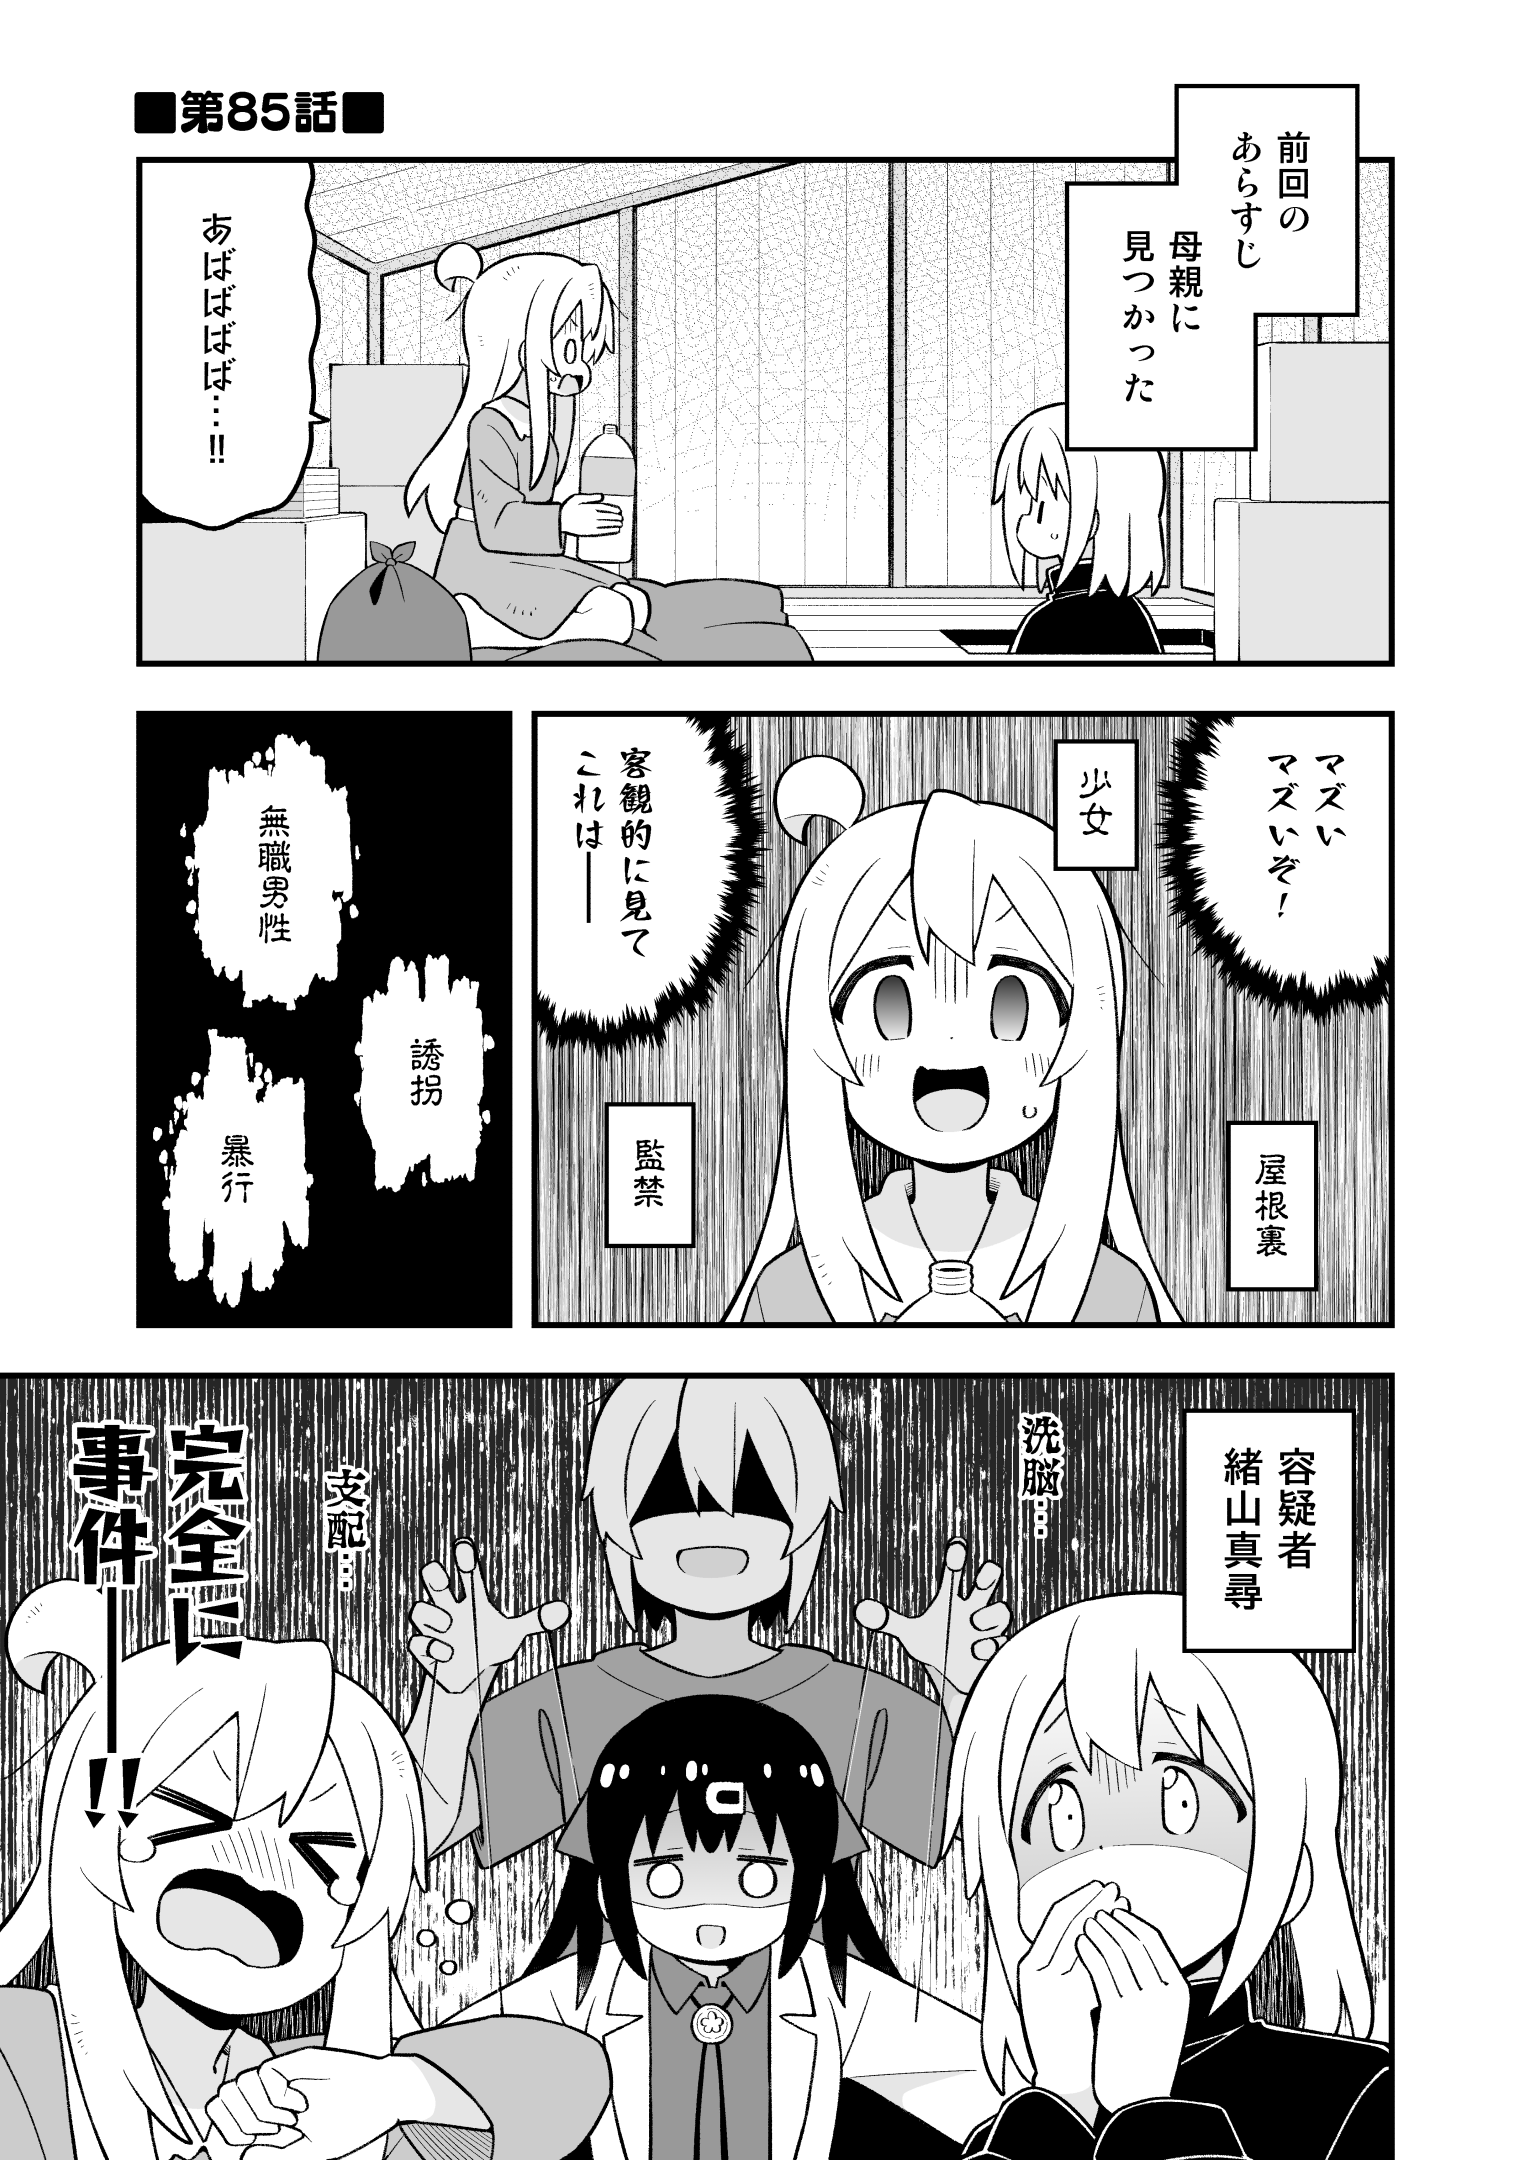 ■第85話■
前回の
あらすじ
母親に
見つかった
あばばばば…!!
マズい
マズいぞ！
少女
屋根裏
客観的に見て
これは──
監禁
誘拐
無職男性
暴行
容疑者
緒山真尋
洗脳…
支配…
完全に
事件──!!